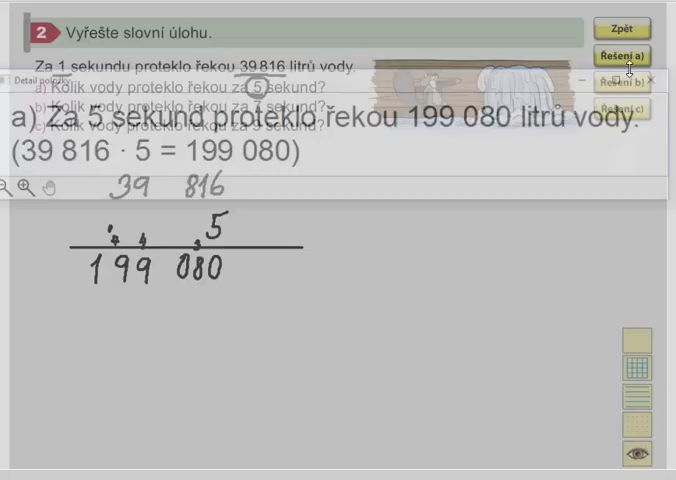 2 Vyřešte slovní úlohu.
Zpět
Řešení a)
Za 1 sekundu proteklo řekou 39 816 litrů vody.
Detail položky
Řešení b)
a) Kolik vody proteklo řekou za 5 sekund?
b) Kolik vody proteklo řekou za 7 sekund?
Řešení c)
a) Za 5 sekund proteklo řekou 199 080 litrů vody.
c) Kolik vody proteklo řekou za 9 sekund?
(39 816 · 5 = 199 080)
39 816
5
4 4 3
199 080